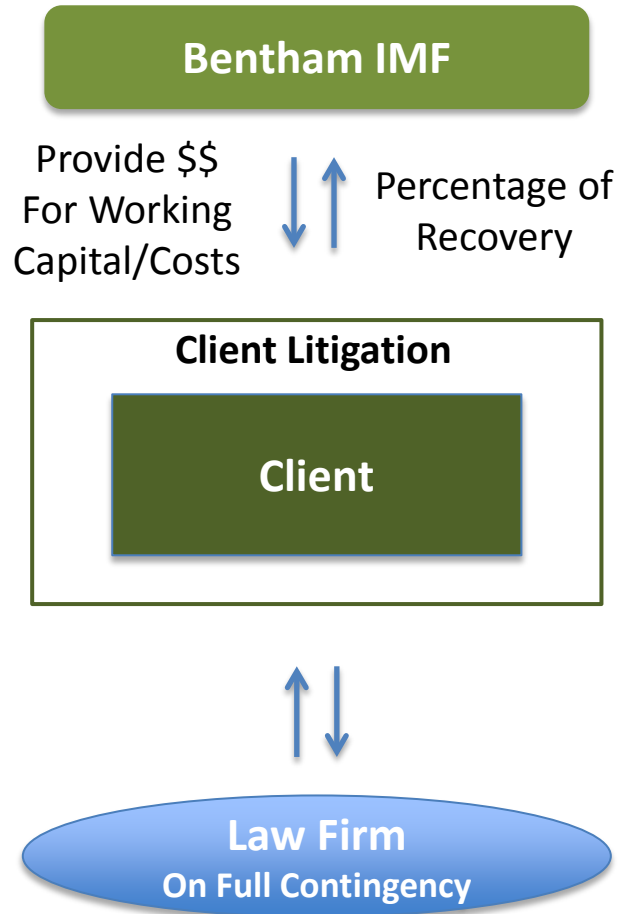 Bentham IMF
Provide $$
For Working
Capital/Costs
Percentage of
Recovery
Client Litigation
Client
Law Firm
On Full Contingency